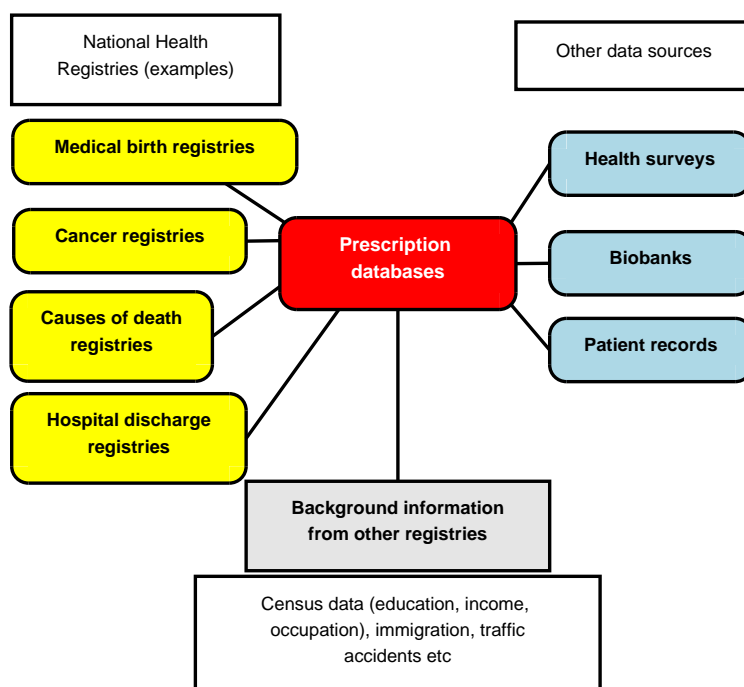 National Health
Registries (examples)
Other data sources
Medical birth registries
Cancer registries
Causes of death
registries
Hospital discharge
registries
Prescription
databases
Health surveys
Biobanks
Patient records
Background information
from other registries
Census data (education, income,
occupation), immigration, traffic
accidents etc